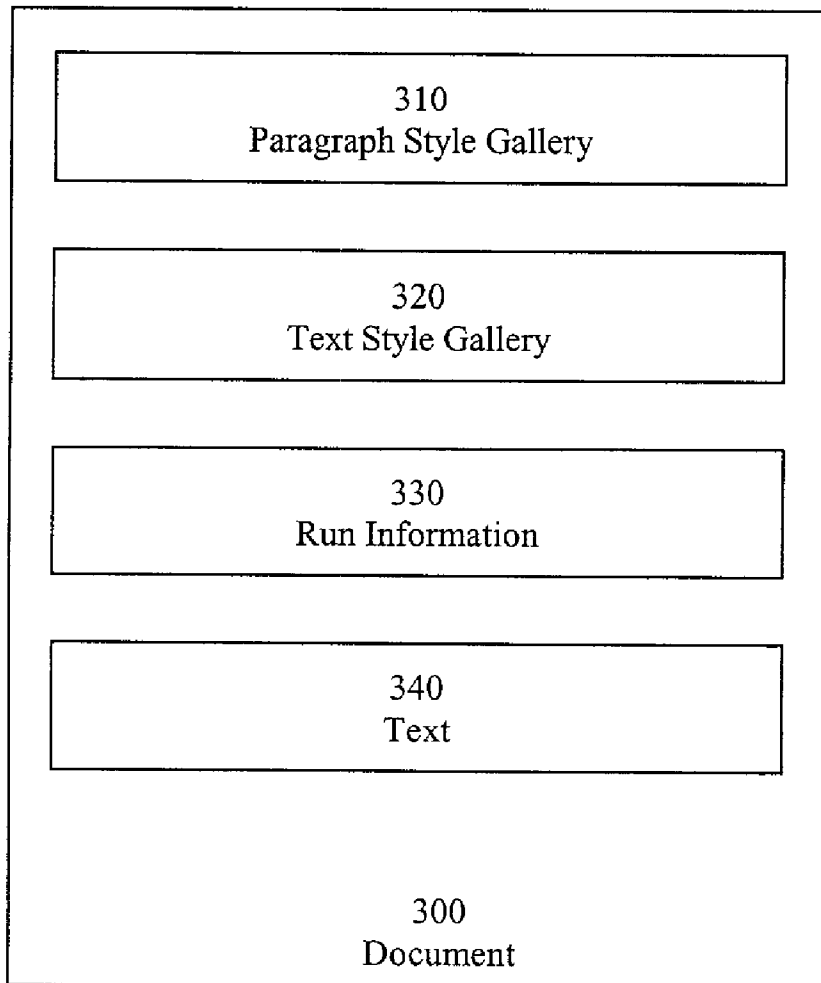 310
Paragraph Style Gallery
320
Text Style Gallery
330
Run Information
340
Text
300
Document